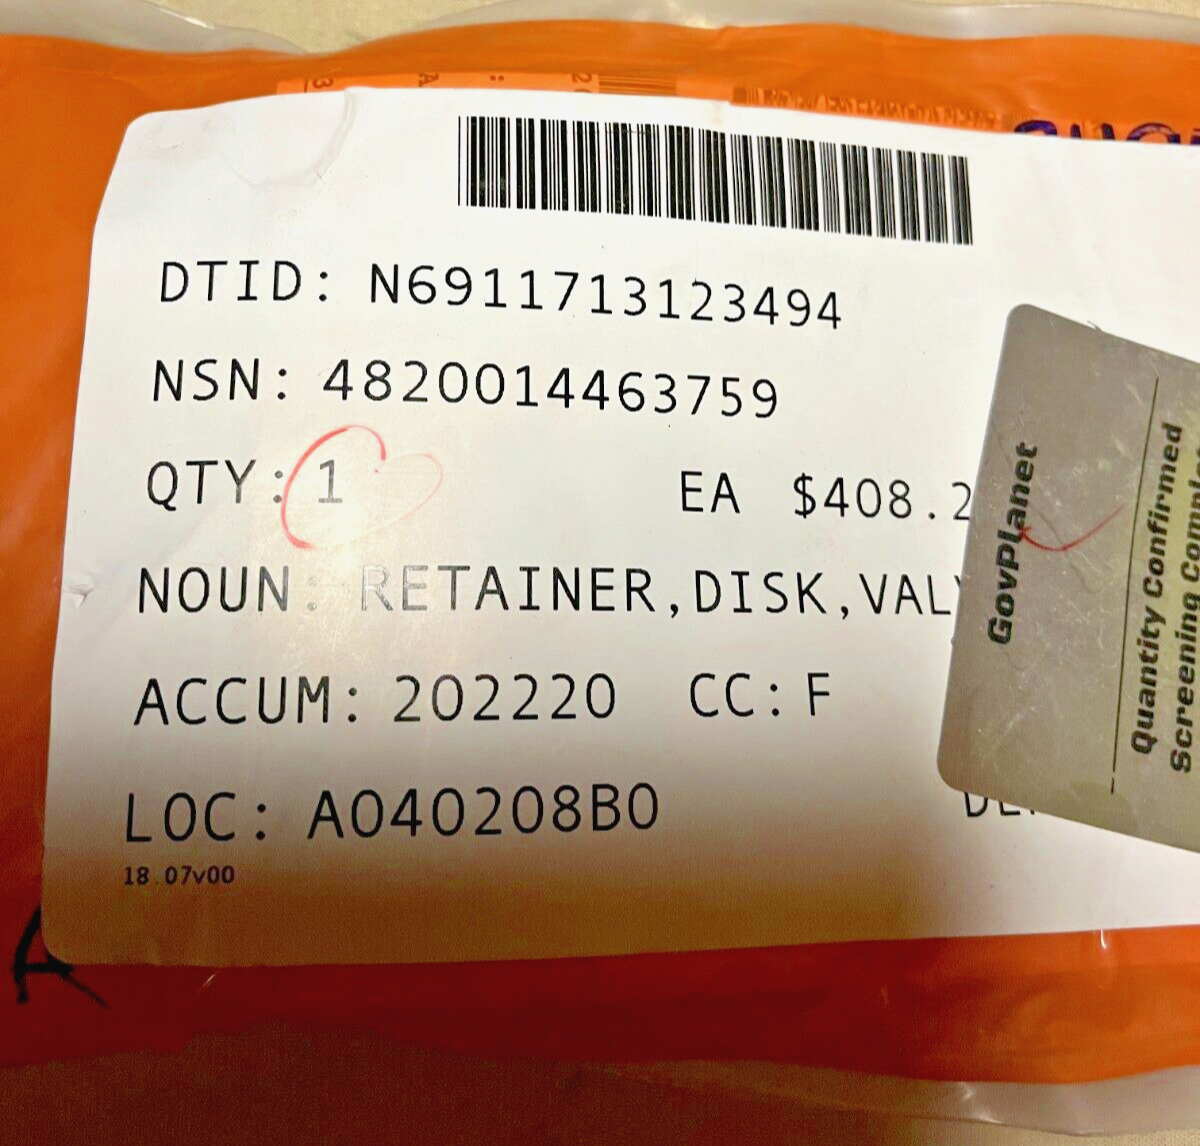 DTID: N6911713123494
NSN: 4820014463759
QTY: 1 EA $408.2
NOUN: RETAINER,DISK,VAL
ACCUM: 202220 CC: F
LOC: A040208B0
18.07v00
A
GovPlanet
Quantity Confirmed
Screening